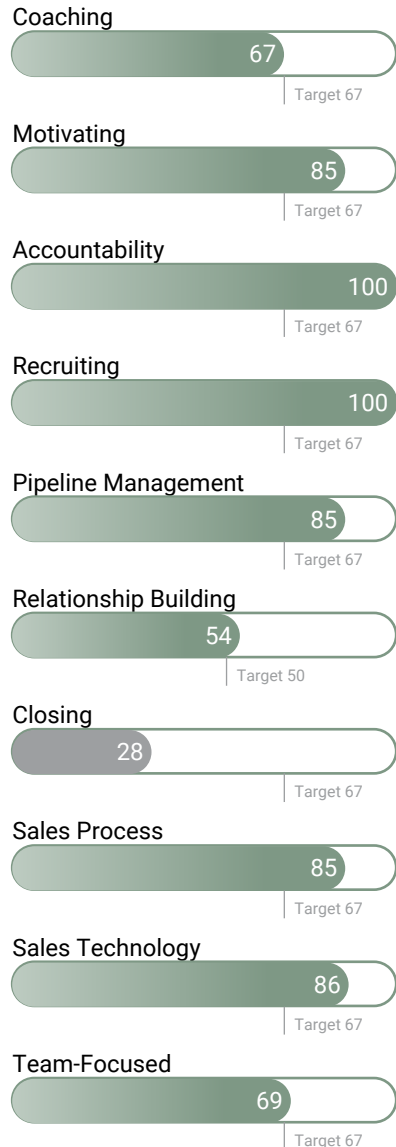 Coaching
67
Target 67
Motivating
85
Target 67
Accountability
100
Target 67
Recruiting
100
Target 67
Pipeline Management
85
Target 67
Relationship Building
54
Target 50
Closing
28
Target 67
Sales Process
85
Target 67
Sales Technology
86
Target 67
Team-Focused
69
Target 67